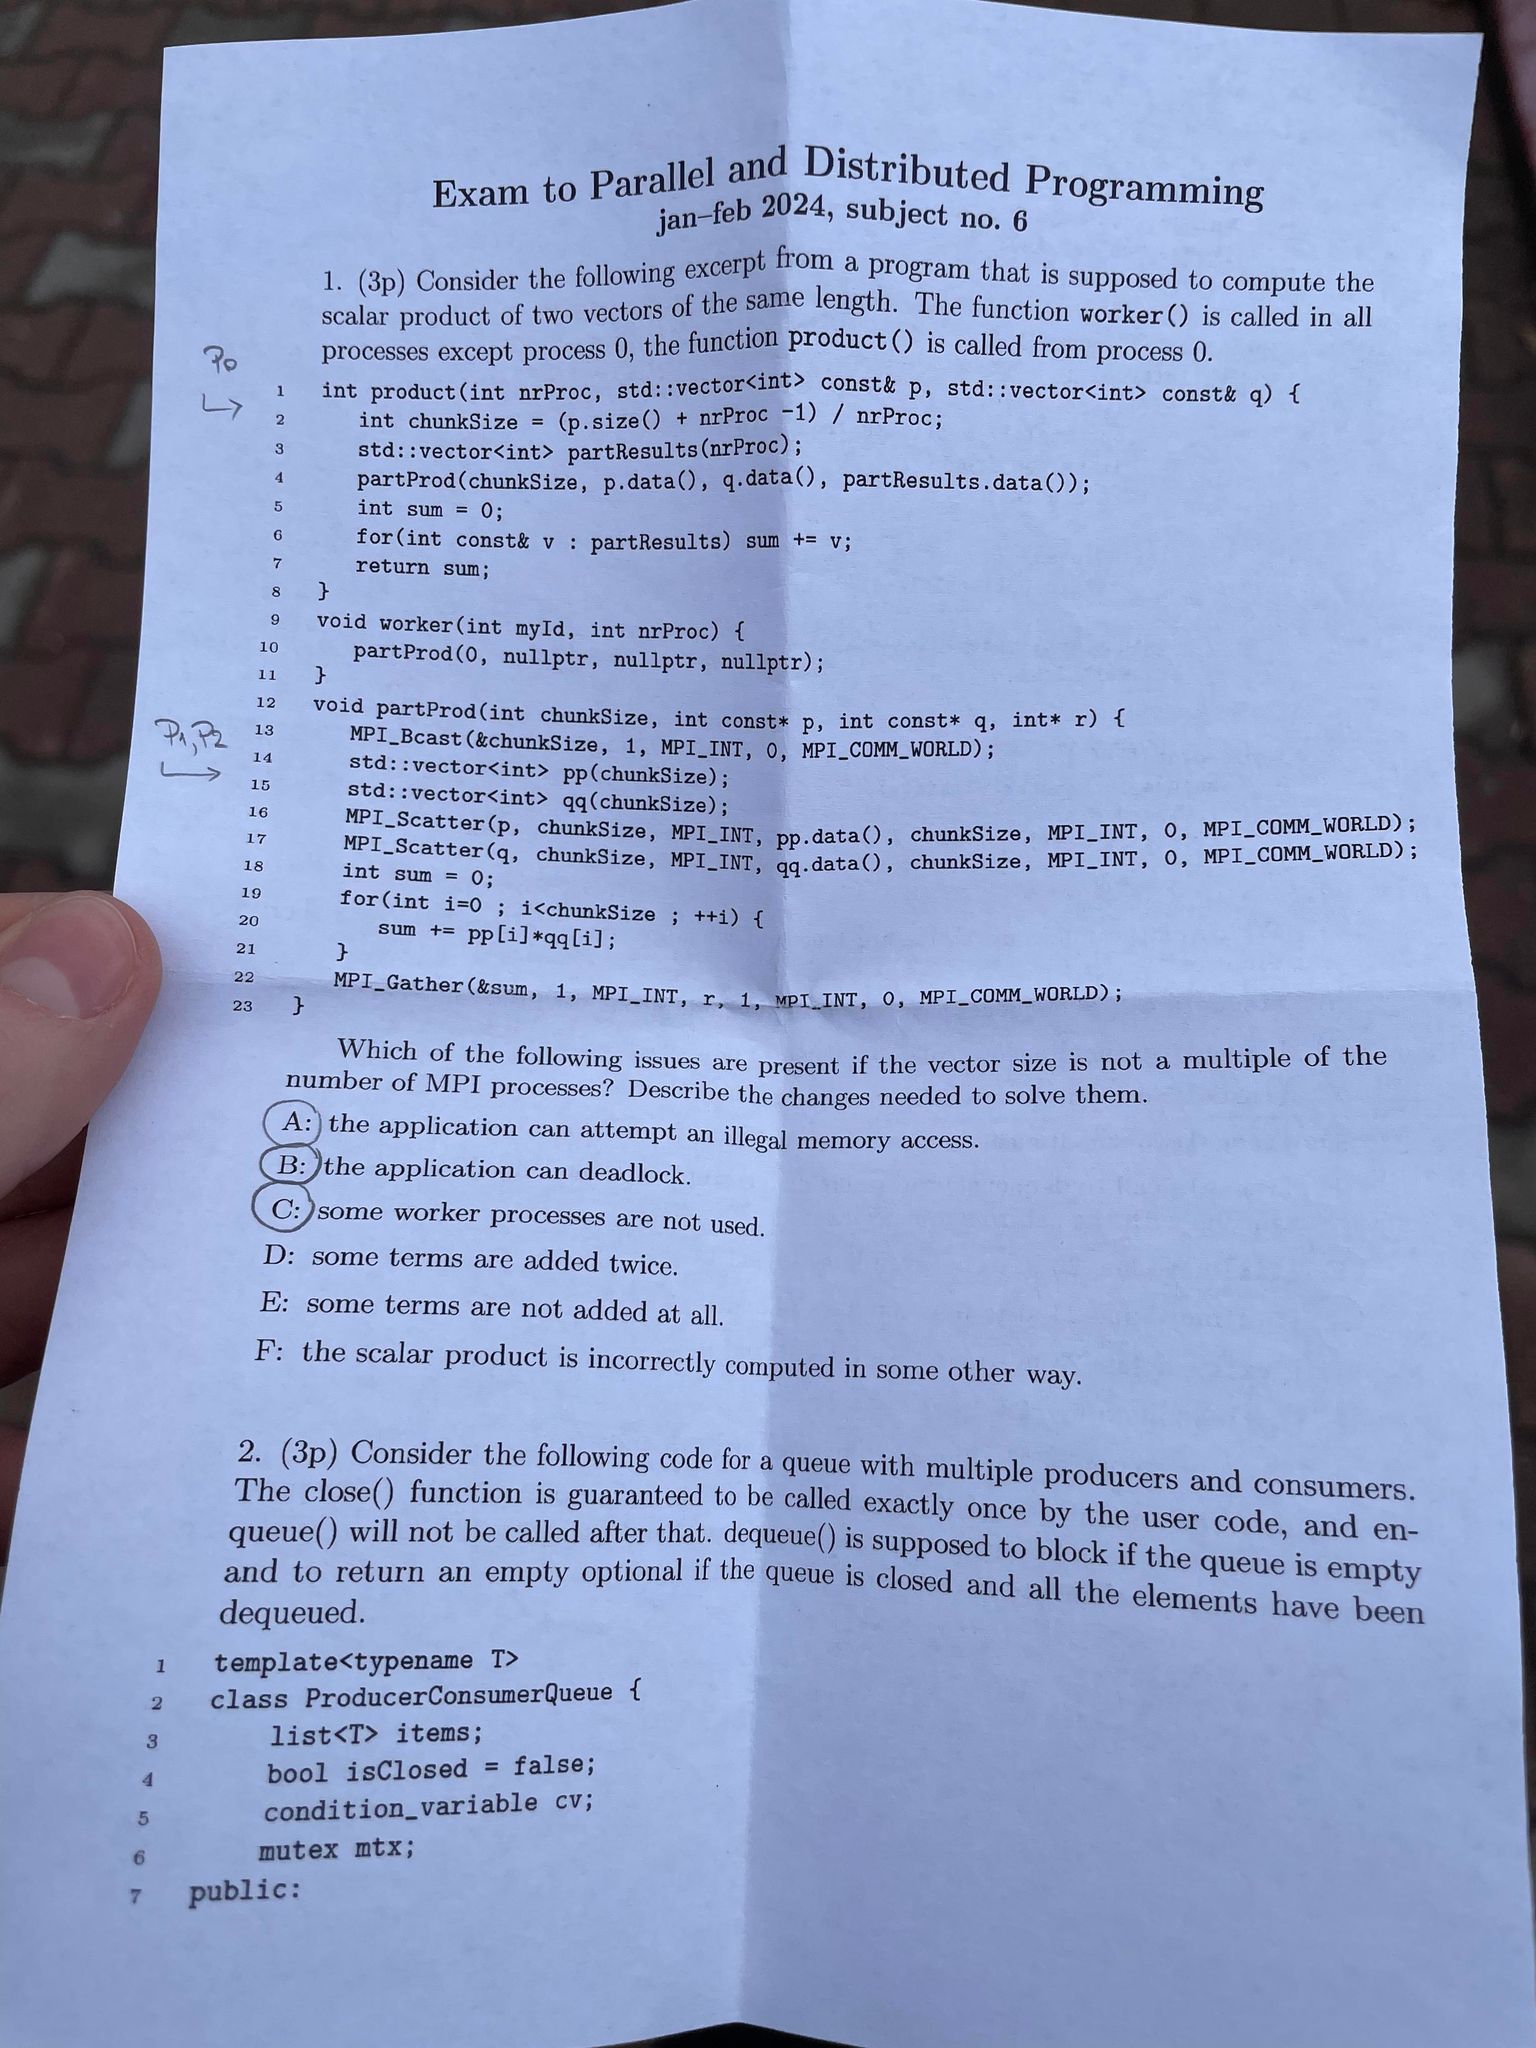 Exam to Parallel and Distributed Programming
jan–feb 2024, subject no. 6
1. (3p) Consider the following excerpt from a program that is supposed to compute the
scalar product of two vectors of the same length. The function worker() is called in all
processes except process 0, the function product() is called from process 0.
P0
1 int product(int nrProc, std::vector<int> const& p, std::vector<int> const& q) {
2 int chunkSize = (p.size() + nrProc -1) / nrProc;
3 std::vector<int> partResults(nrProc);
4 partProd(chunkSize, p.data(), q.data(), partResults.data());
5 int sum = 0;
6 for(int const& v : partResults) sum += v;
7 return sum;
8 }
9 void worker(int myId, int nrProc) {
10 partProd(0, nullptr, nullptr, nullptr);
11 }
12 void partProd(int chunkSize, int const* p, int const* q, int* r) {
P1, P2
13 MPI_Bcast(&chunkSize, 1, MPI_INT, 0, MPI_COMM_WORLD);
14 std::vector<int> pp(chunkSize);
15 std::vector<int> qq(chunkSize);
16 MPI_Scatter(p, chunkSize, MPI_INT, pp.data(), chunkSize, MPI_INT, 0, MPI_COMM_WORLD);
17 MPI_Scatter(q, chunkSize, MPI_INT, qq.data(), chunkSize, MPI_INT, 0, MPI_COMM_WORLD);
18 int sum = 0;
19 for(int i=0 ; i<chunkSize ; ++i) {
20 sum += pp[i]*qq[i];
21 }
22 MPI_Gather(&sum, 1, MPI_INT, r, 1, MPI_INT, 0, MPI_COMM_WORLD);
23 }
Which of the following issues are present if the vector size is not a multiple of the
number of MPI processes? Describe the changes needed to solve them.
A: the application can attempt an illegal memory access.
B: the application can deadlock.
C: some worker processes are not used.
D: some terms are added twice.
E: some terms are not added at all.
F: the scalar product is incorrectly computed in some other way.
2. (3p) Consider the following code for a queue with multiple producers and consumers.
The close() function is guaranteed to be called exactly once by the user code, and en-
queue() will not be called after that. dequeue() is supposed to block if the queue is empty
and to return an empty optional if the queue is closed and all the elements have been
dequeued.
1 template<typename T>
2 class ProducerConsumerQueue {
3 list<T> items;
4 bool isClosed = false;
5 condition_variable cv;
6 mutex mtx;
7 public: